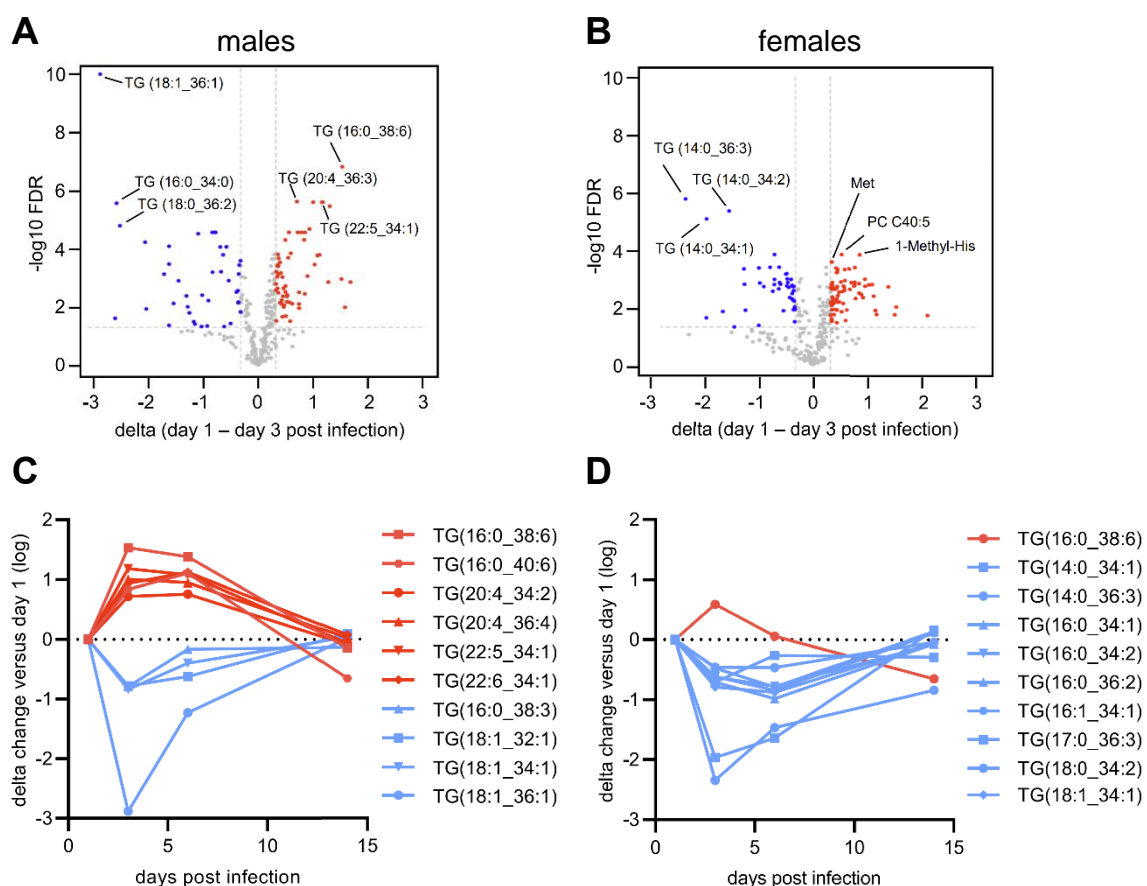 A
males
10
8
6
4
2
0
-log10 FDR
TG (18:1_36:1)
TG (16:0_38:6)
TG (16:0_34:0)
TG (20:4_36:3)
TG (18:0_36:2)
TG (22:5_34:1)
-3 -2 -1 0 1 2 3
delta (day 1 – day 3 post infection)
B
females
10
8
6
4
2
0
-log10 FDR
TG (14:0_36:3)
TG (14:0_34:2)
Met
PC C40:5
TG (14:0_34:1)
1-Methyl-His
-3 -2 -1 0 1 2 3
delta (day 1 – day 3 post infection)
C
2
1
0
-1
-2
-3
delta change versus day 1 (log)
0 5 10 15
days post infection
TG(16:0_38:6)
TG(16:0_40:6)
TG(20:4_34:2)
TG(20:4_36:4)
TG(22:5_34:1)
TG(22:6_34:1)
TG(16:0_38:3)
TG(18:1_32:1)
TG(18:1_34:1)
TG(18:1_36:1)
D
2
1
0
-1
-2
-3
delta change versus day 1 (log)
0 5 10 15
days post infection
TG(16:0_38:6)
TG(14:0_34:1)
TG(14:0_36:3)
TG(16:0_34:1)
TG(16:0_34:2)
TG(16:0_36:2)
TG(16:1_34:1)
TG(17:0_36:3)
TG(18:0_34:2)
TG(18:1_34:1)